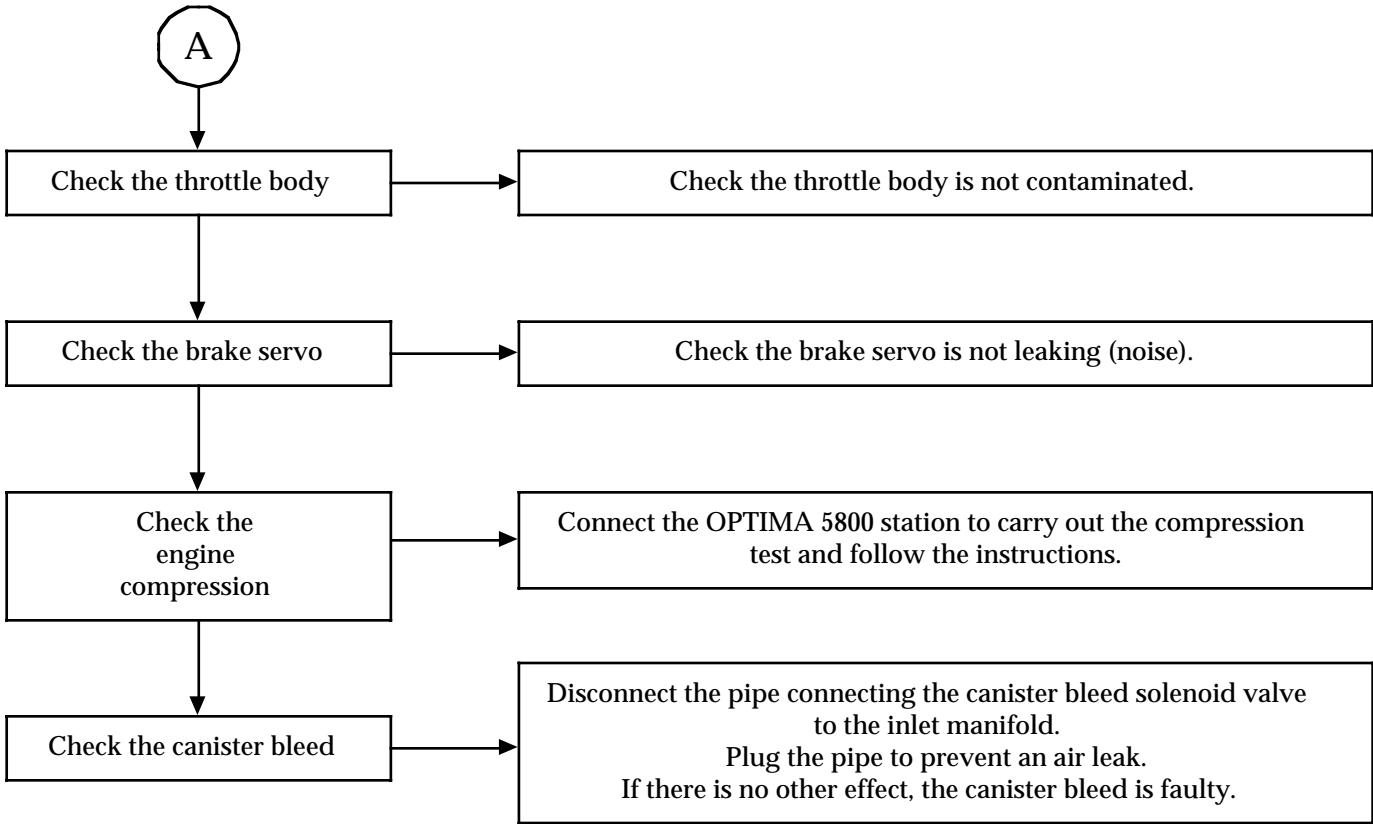 A
Check the throttle body
Check the throttle body is not contaminated.
Check the brake servo
Check the brake servo is not leaking (noise).
Check the
engine
compression
Connect the OPTIMA 5800 station to carry out the compression
test and follow the instructions.
Check the canister bleed
Disconnect the pipe connecting the canister bleed solenoid valve
to the inlet manifold.
Plug the pipe to prevent an air leak.
If there is no other effect, the canister bleed is faulty.